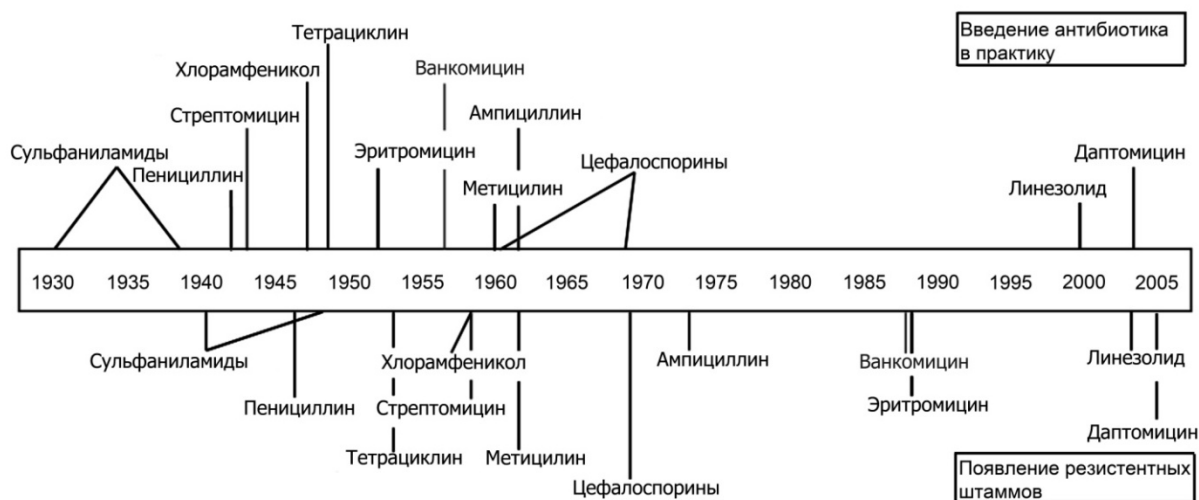 Тетрациклин
Введение антибиотика
в практику
Хлорамфеникол
Ванкомицин
Стрептомицин
Ампициллин
Сульфаниламиды
Эритромицин
Цефалоспорины
Даптомицин
Пенициллин
Метицилин
Линезолид
1930 1935 1940 1945 1950 1955 1960 1965 1970 1975 1980 1985 1990 1995 2000 2005
Сульфаниламиды
Хлорамфеникол
Ампициллин
Ванкомицин
Линезолид
Пенициллин
Стрептомицин
Эритромицин
Даптомицин
Тетрациклин
Метицилин
Цефалоспорины
Появление резистентных
штаммов